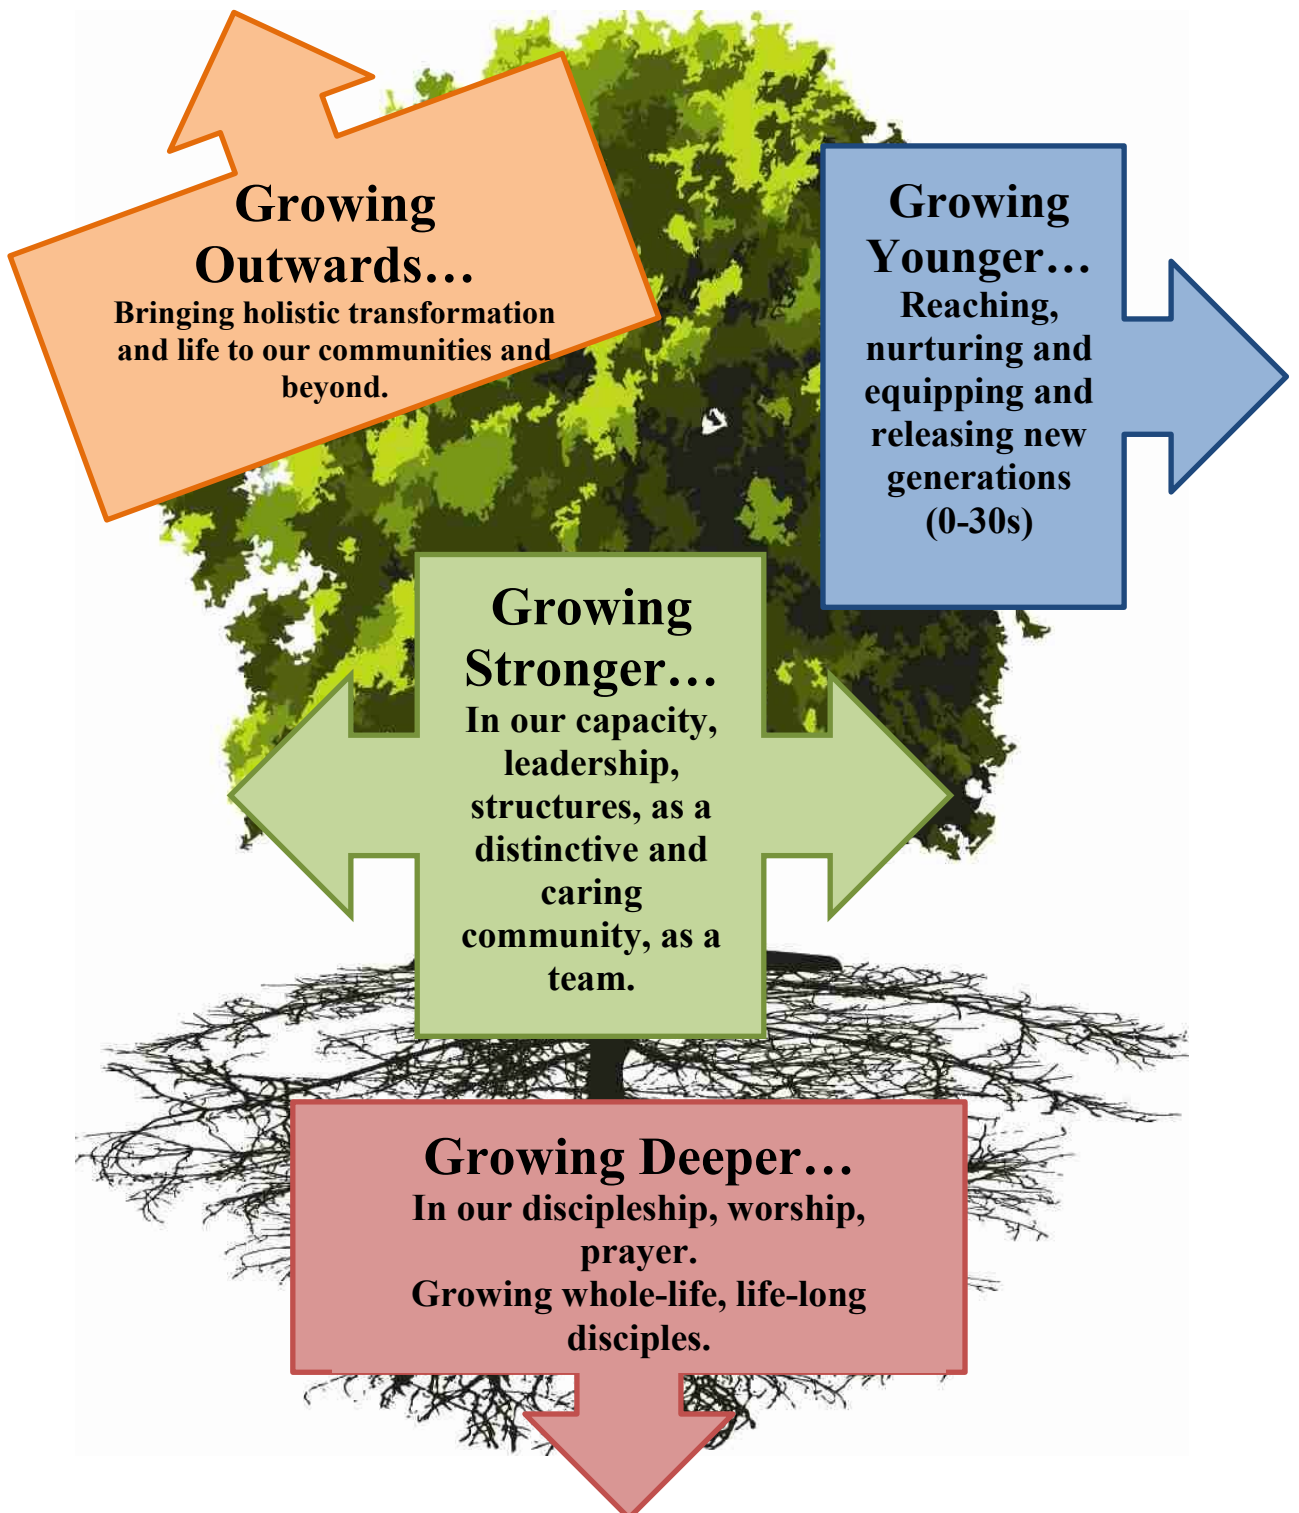 Growing
Outwards…
Bringing holistic transformation
and life to our communities and
beyond.
Growing
Younger…
Reaching,
nurturing and
equipping and
releasing new
generations
(0-30s)
Growing
Stronger…
In our capacity,
leadership,
structures, as a
distinctive and
caring
community, as a
team.
Growing Deeper…
In our discipleship, worship,
prayer.
Growing whole-life, life-long
disciples.